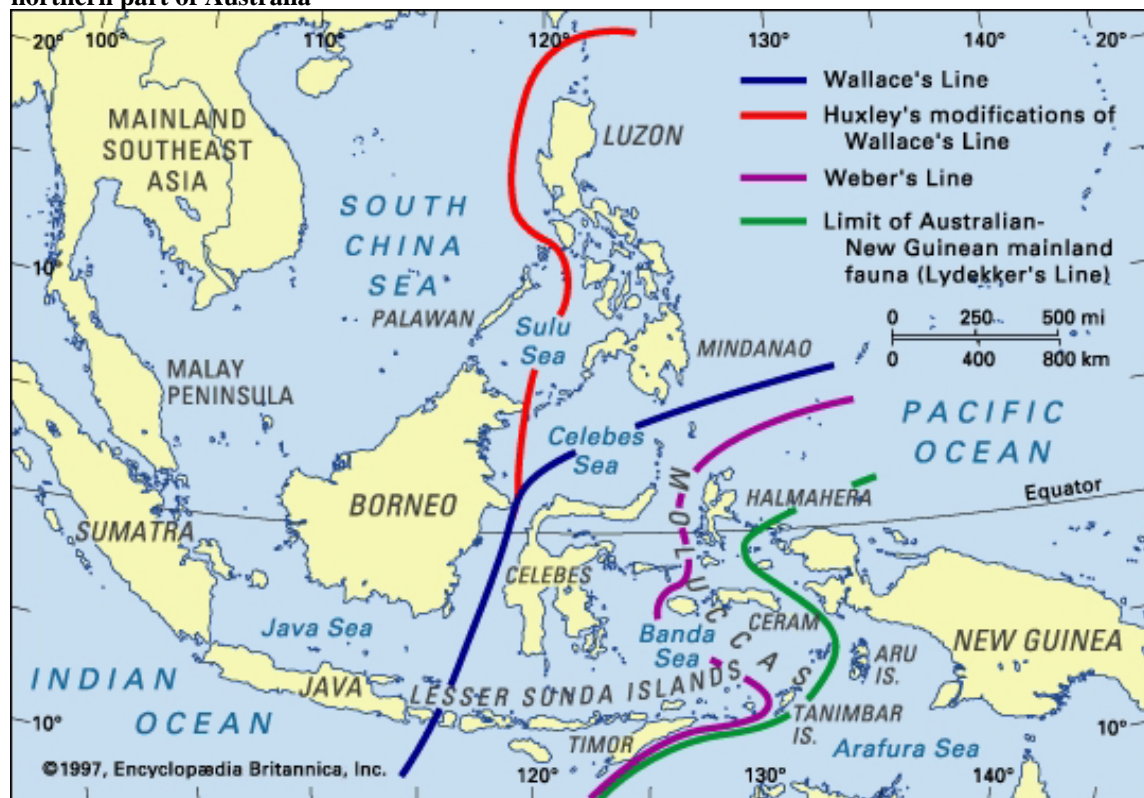 northern part of Australia
20° 100° 110° 120° 130° 140° 20°
Wallace's Line
Huxley's modifications of
Wallace's Line
Weber's Line
Limit of Australian-
New Guinean mainland
fauna (Lydekker's Line)
0 250 500 mi
0 400 800 km
MAINLAND
SOUTHEAST
ASIA
LUZON
SOUTH
CHINA
SEA
10°
PALAWAN
Sulu
Sea
MINDANAO
MALAY
PENINSULA
PACIFIC
OCEAN
Celebes
Sea
BORNEO
MOLUCCAS
HALMAHERA
Equator
SUMATRA
CELEBES
Java Sea
CERAM
Banda
Sea
NEW GUINEA
ARU
IS.
INDIAN
OCEAN
JAVA
LESSER SUNDA ISLANDS
TANIMBAR
IS.
10°
10°
TIMOR
Arafura Sea
©1997, Encyclopædia Britannica, Inc.
120° 130° 140°